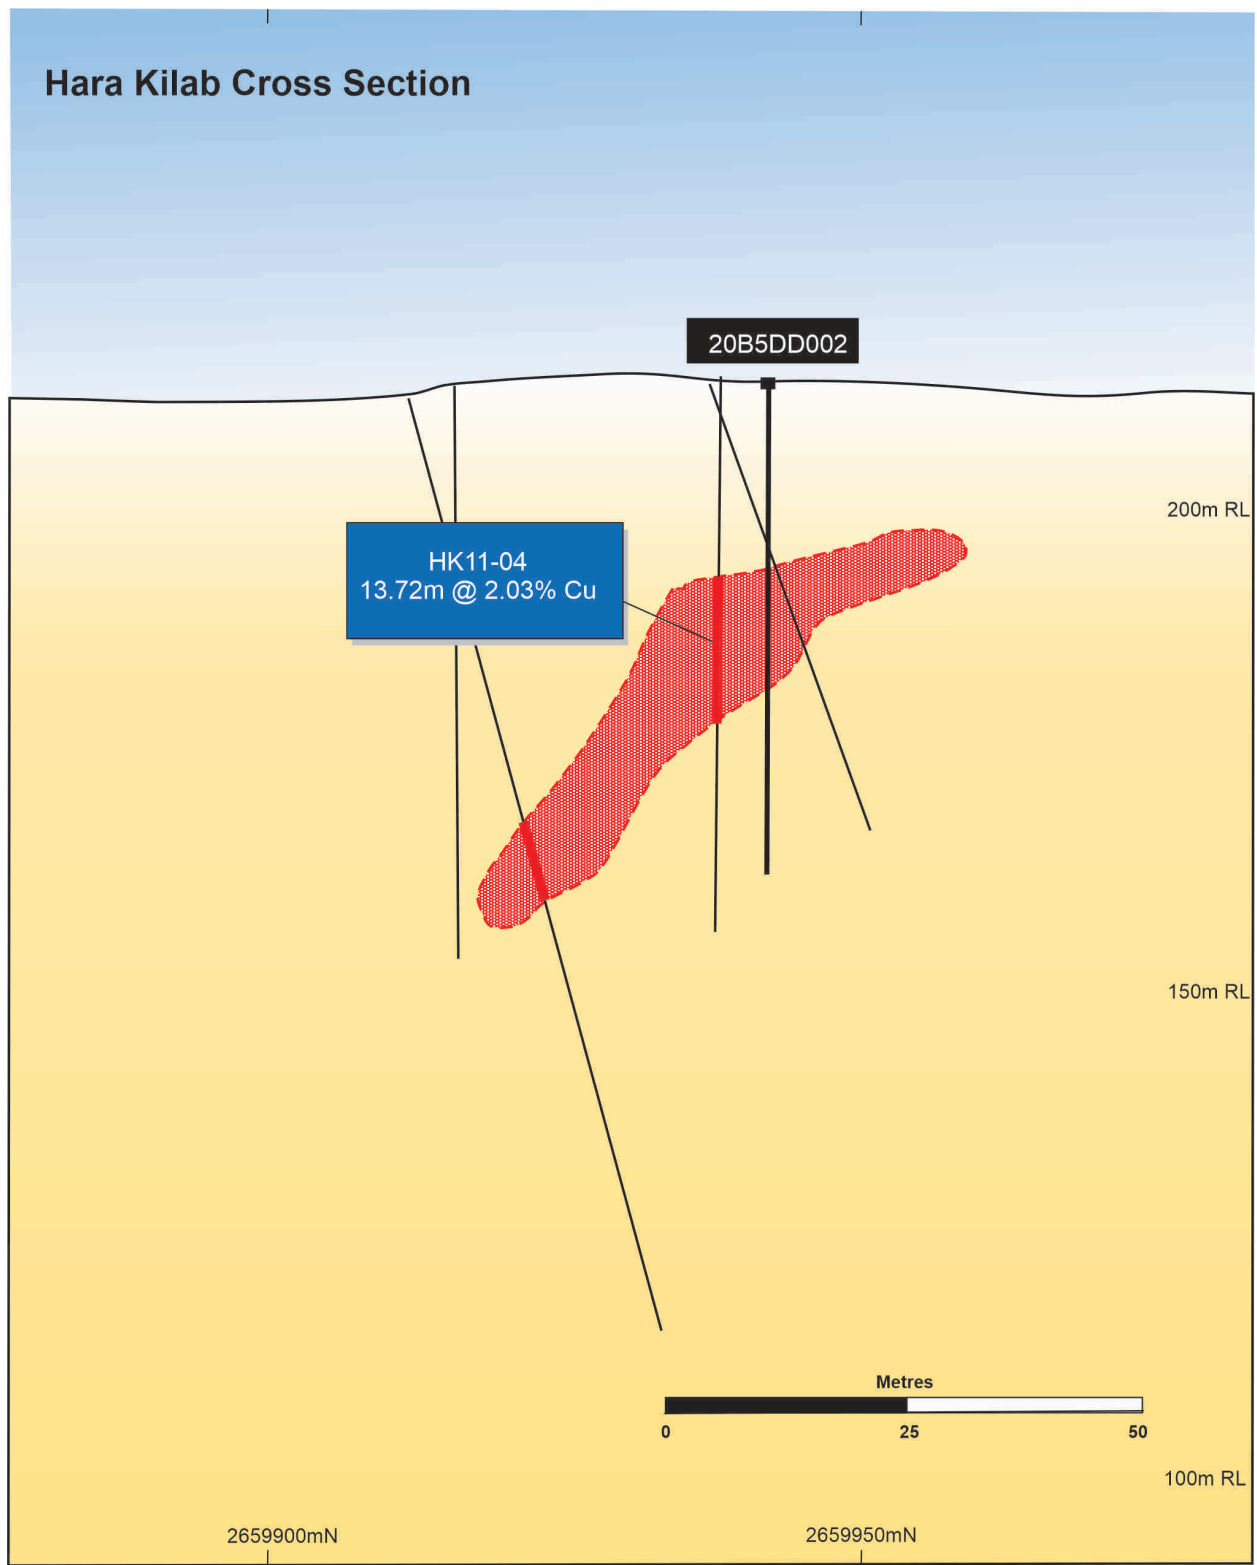 Hara Kilab Cross Section
20B5DD002
200m RL
HK11-04
13.72m @ 2.03% Cu
150m RL
Metres
0 25 50
100m RL
2659900mN 2659950mN